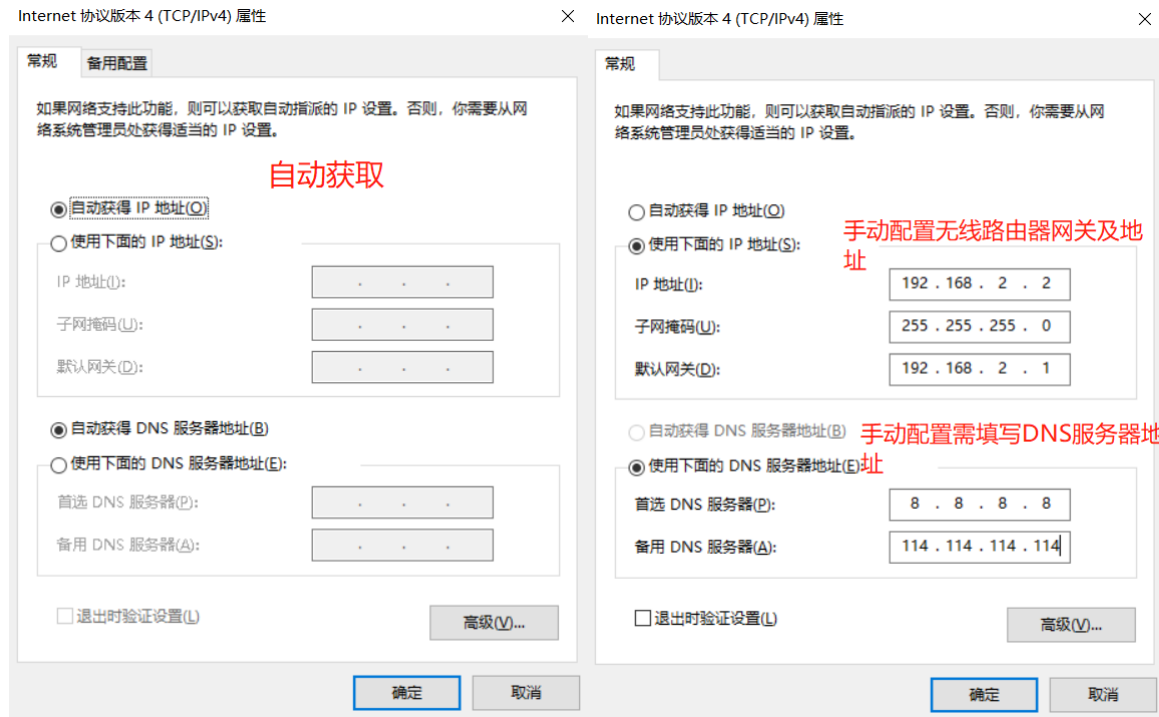 Internet 协议版本 4 (TCP/IPv4) 属性
常规
备用配置
如果网络支持此功能，则可以获取自动指派的 IP 设置。否则，你需要从网
络系统管理员处获得适当的 IP 设置。
自动获取
自动获得 IP 地址(O)
使用下面的 IP 地址(S):
IP 地址(I):
. . .
子网掩码(U):
. . .
默认网关(D):
. . .
自动获得 DNS 服务器地址(B)
使用下面的 DNS 服务器地址(E):
首选 DNS 服务器(P):
. . .
备用 DNS 服务器(A):
. . .
退出时验证设置(L)
高级(V)...
确定
取消
Internet 协议版本 4 (TCP/IPv4) 属性
常规
如果网络支持此功能，则可以获取自动指派的 IP 设置。否则，你需要从网
络系统管理员处获得适当的 IP 设置。
自动获得 IP 地址(O)
手动配置无线路由器网关及地
址
使用下面的 IP 地址(S):
IP 地址(I):
192 . 168 . 2 . 2
子网掩码(U):
255 . 255 . 255 . 0
默认网关(D):
192 . 168 . 2 . 1
自动获得 DNS 服务器地址(B)
手动配置需填写DNS服务器地
址
使用下面的 DNS 服务器地址(E):
首选 DNS 服务器(P):
8 . 8 . 8 . 8
备用 DNS 服务器(A):
114 . 114 . 114 . 114
退出时验证设置(L)
高级(V)...
确定
取消